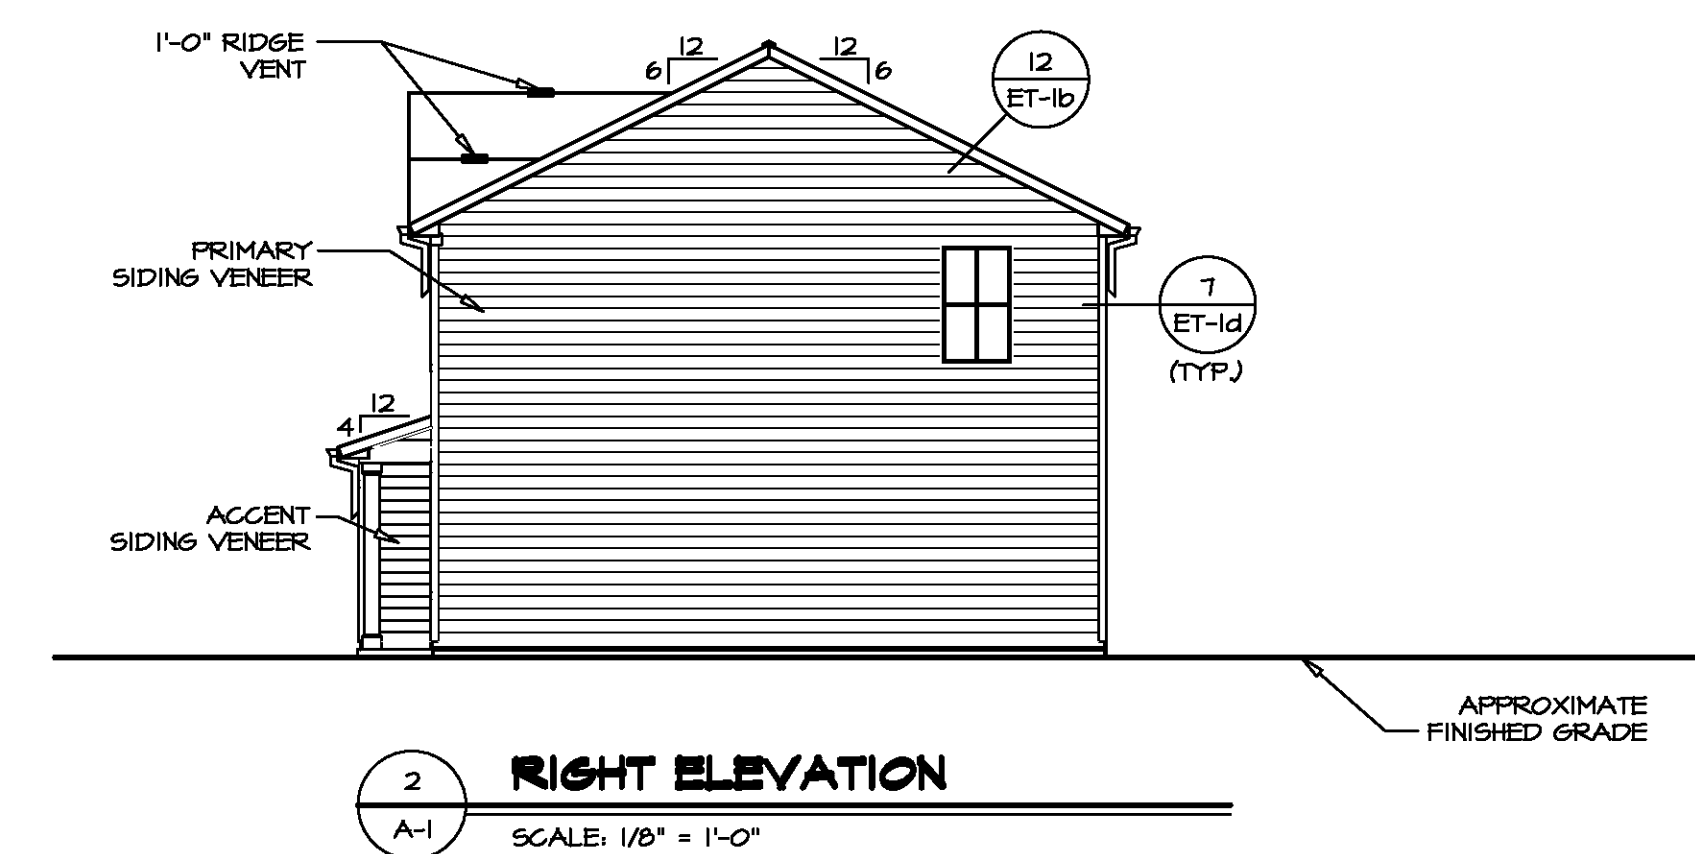 1'-0" RIDGE
VENT
12
6
12
6
12
ET-1b
PRIMARY
SIDING VENEER
7
ET-1d
(TYP.)
12
4
ACCENT
SIDING VENEER
APPROXIMATE
FINISHED GRADE
2
A-1
RIGHT ELEVATION
SCALE: 1/8" = 1'-0"